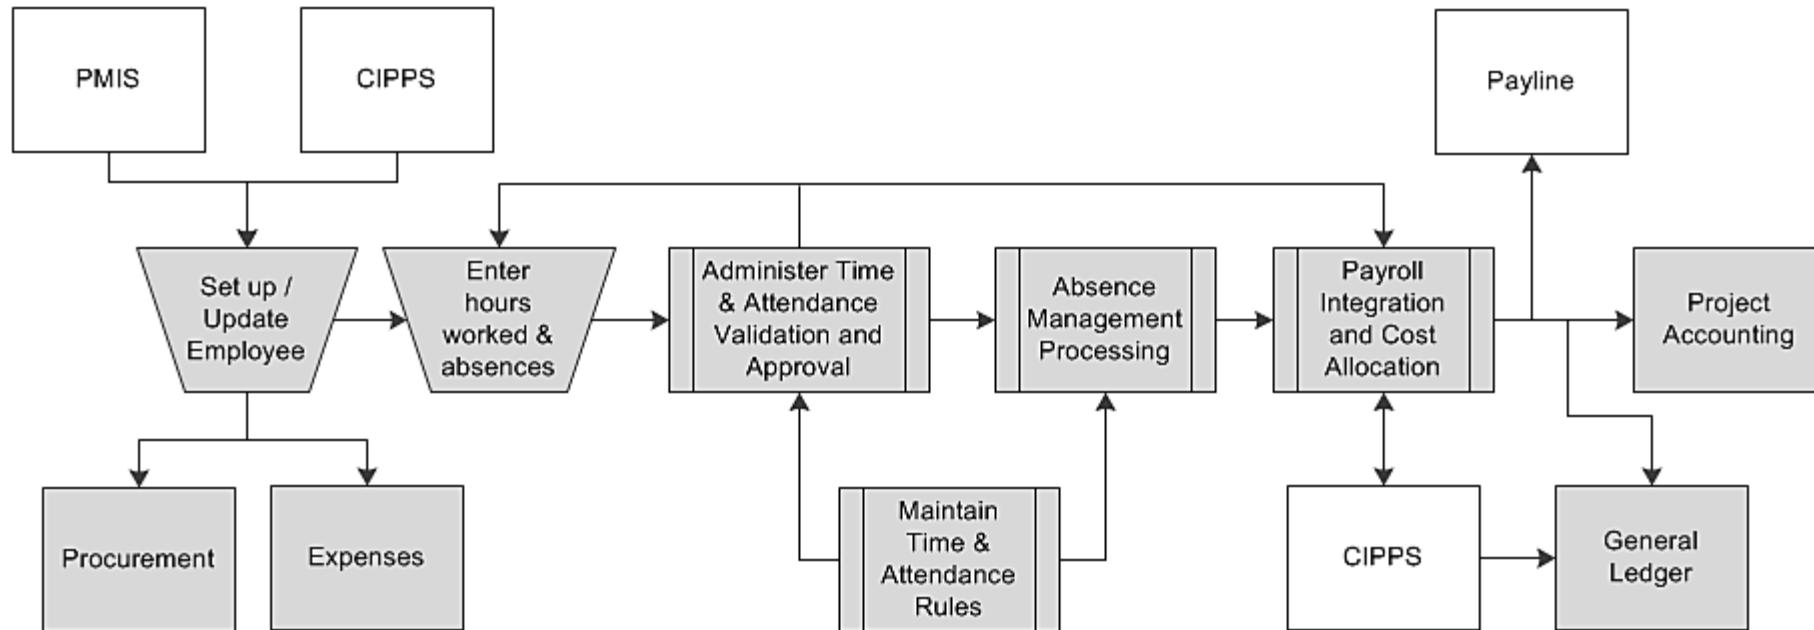 PMIS
CIPPS
Payline
Set up /
Update
Employee
Enter
hours
worked &
absences
Administer Time
& Attendance
Validation and
Approval
Absence
Management
Processing
Payroll
Integration
and Cost
Allocation
Project
Accounting
Procurement
Expenses
Maintain
Time &
Attendance
Rules
CIPPS
General
Ledger